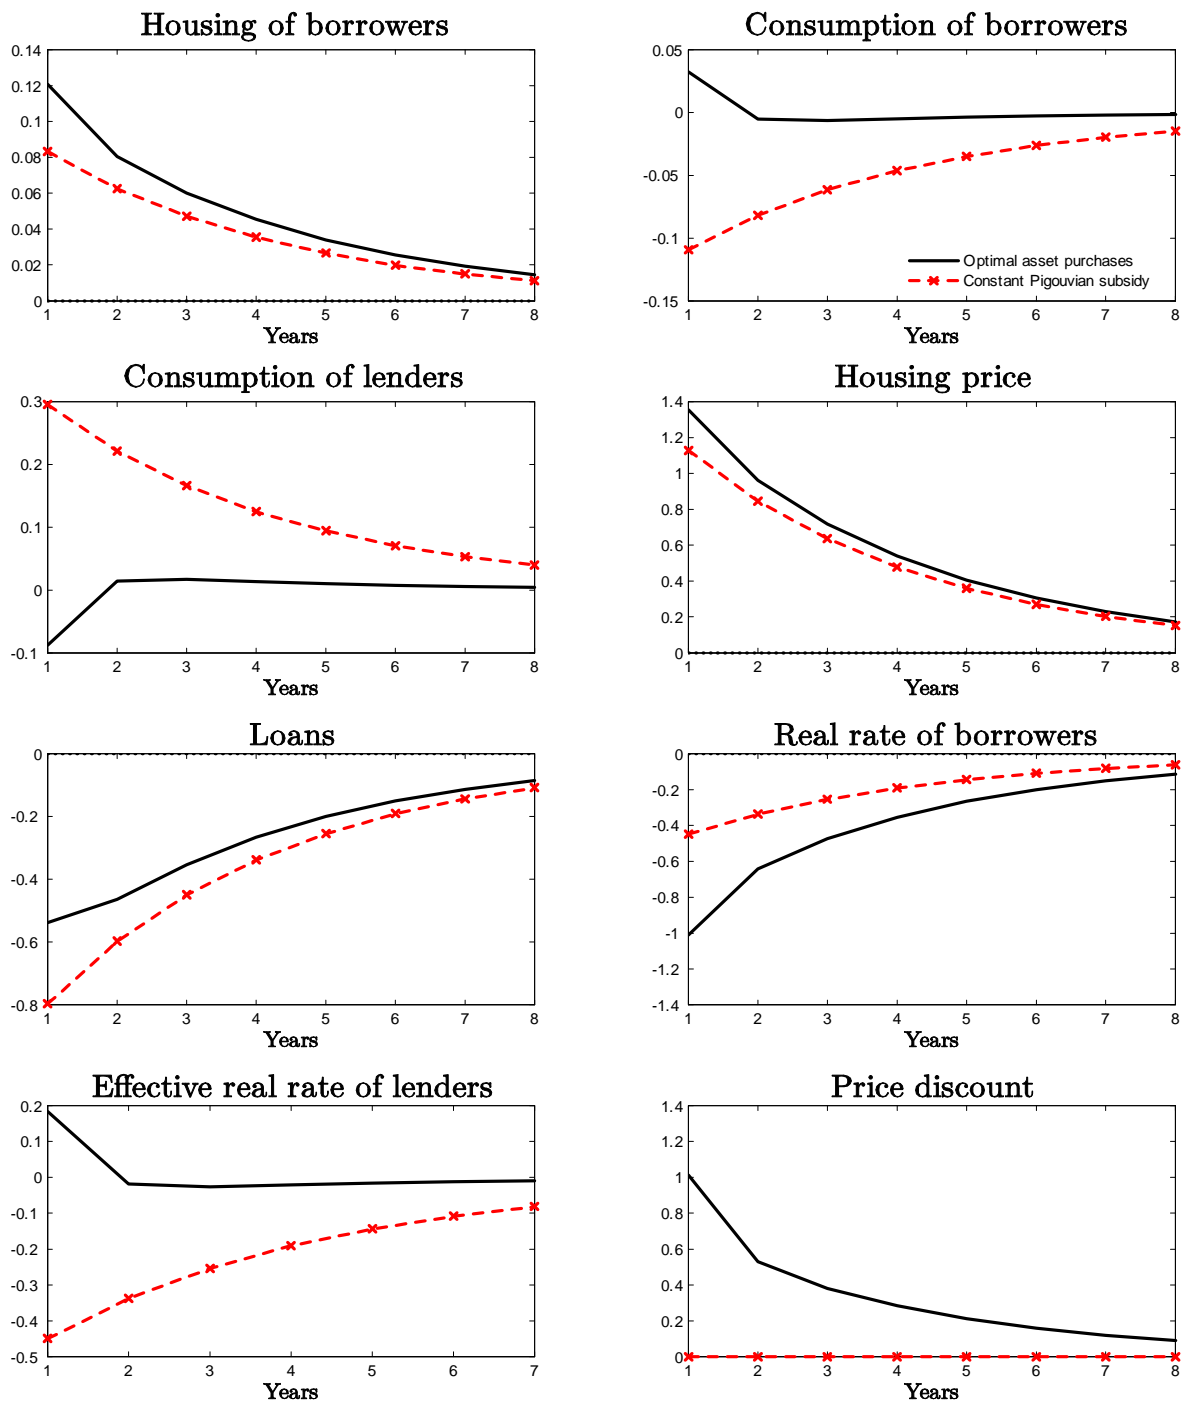 Housing of borrowers
0.14
0.12
0.1
0.08
0.06
0.04
0.02
0
1 2 3 4 5 6 7 8
Years
Consumption of borrowers
0.05
0
-0.05
-0.1
-0.15
Optimal asset purchases
Constant Pigouvian subsidy
1 2 3 4 5 6 7 8
Years
Consumption of lenders
0.3
0.2
0.1
0
-0.1
1 2 3 4 5 6 7 8
Years
Housing price
1.4
1.2
1
0.8
0.6
0.4
0.2
0
1 2 3 4 5 6 7 8
Years
Loans
0
-0.2
-0.4
-0.6
-0.8
1 2 3 4 5 6 7 8
Years
Real rate of borrowers
0
-0.2
-0.4
-0.6
-0.8
-1
-1.2
-1.4
1 2 3 4 5 6 7 8
Years
Effective real rate of lenders
0.2
0.1
0
-0.1
-0.2
-0.3
-0.4
-0.5
1 2 3 4 5 6 7
Years
Price discount
1.4
1.2
1
0.8
0.6
0.4
0.2
0
1 2 3 4 5 6 7 8
Years